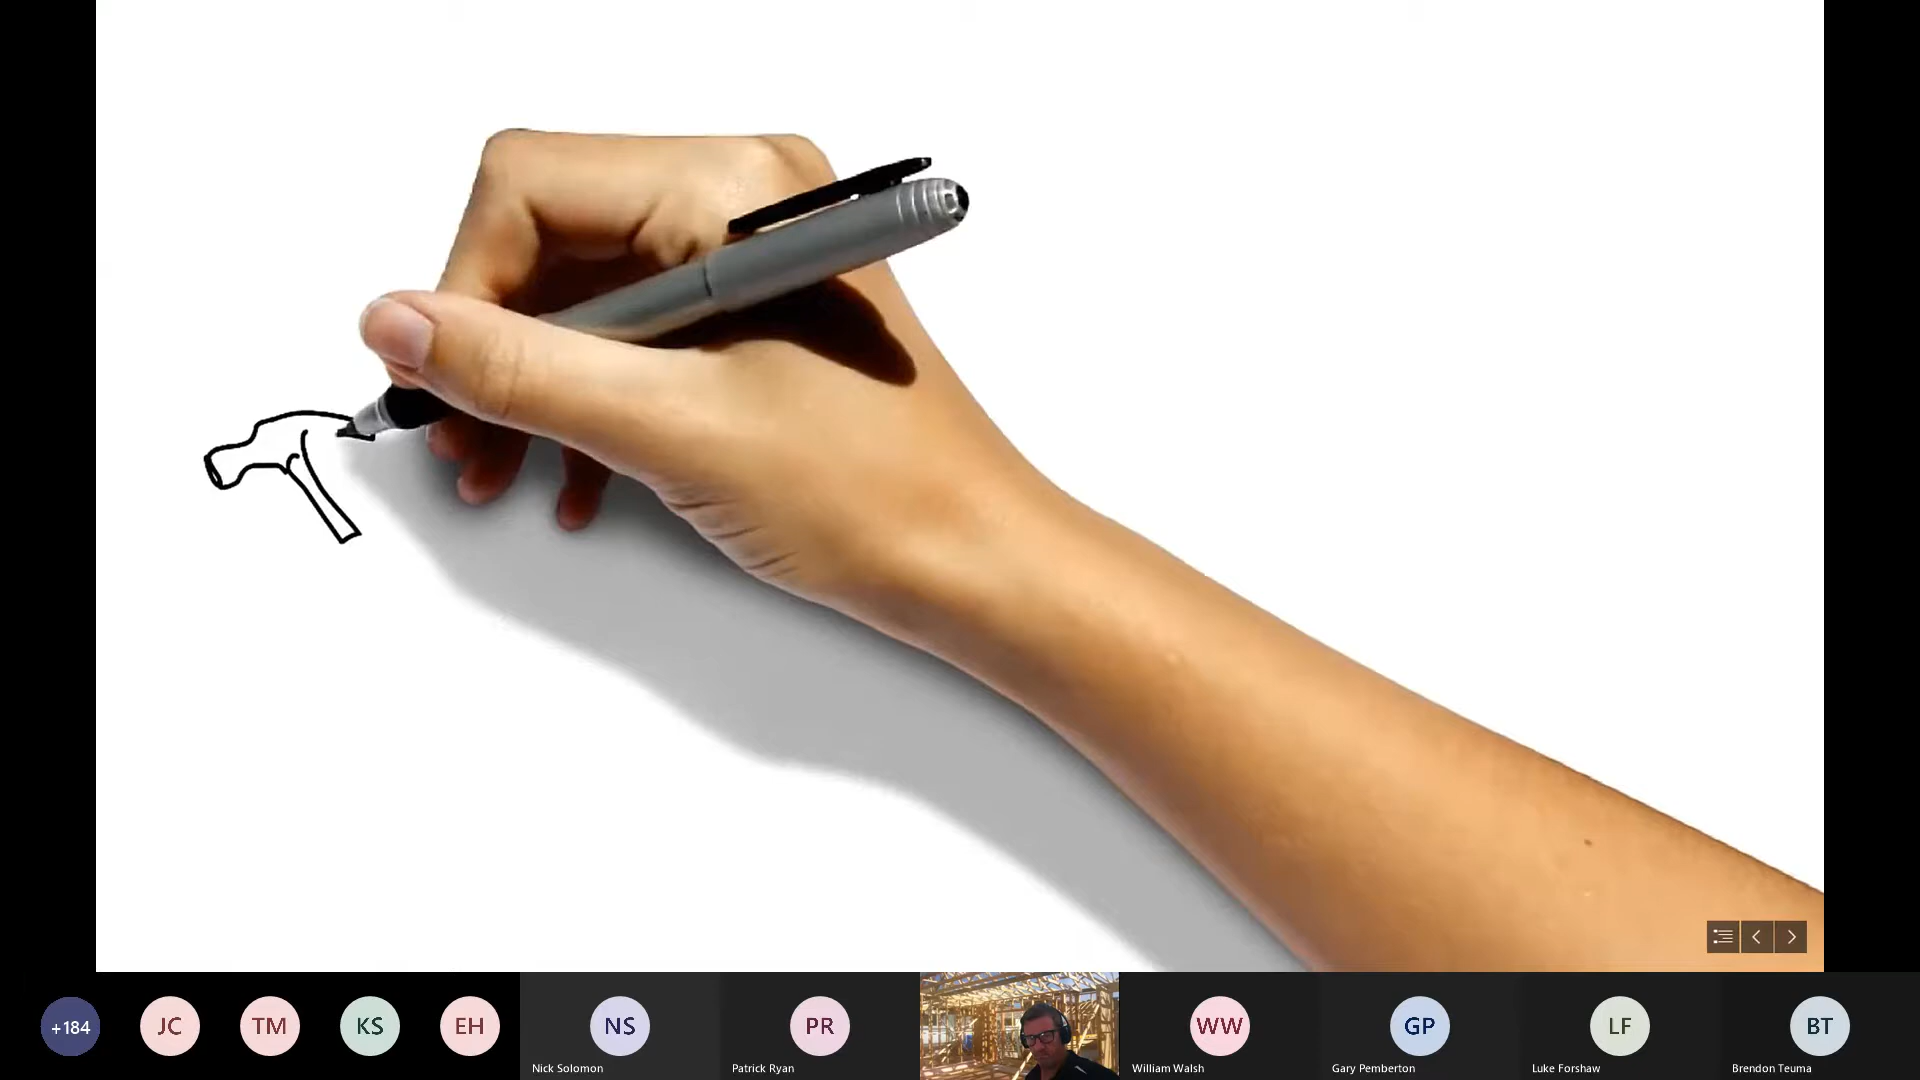 +184
JC
TM
KS
EH
NS
Nick Solomon
PR
Patrick Ryan
WW
William Walsh
GP
Gary Pemberton
LF
Luke Forshaw
BT
Brendon Teuma